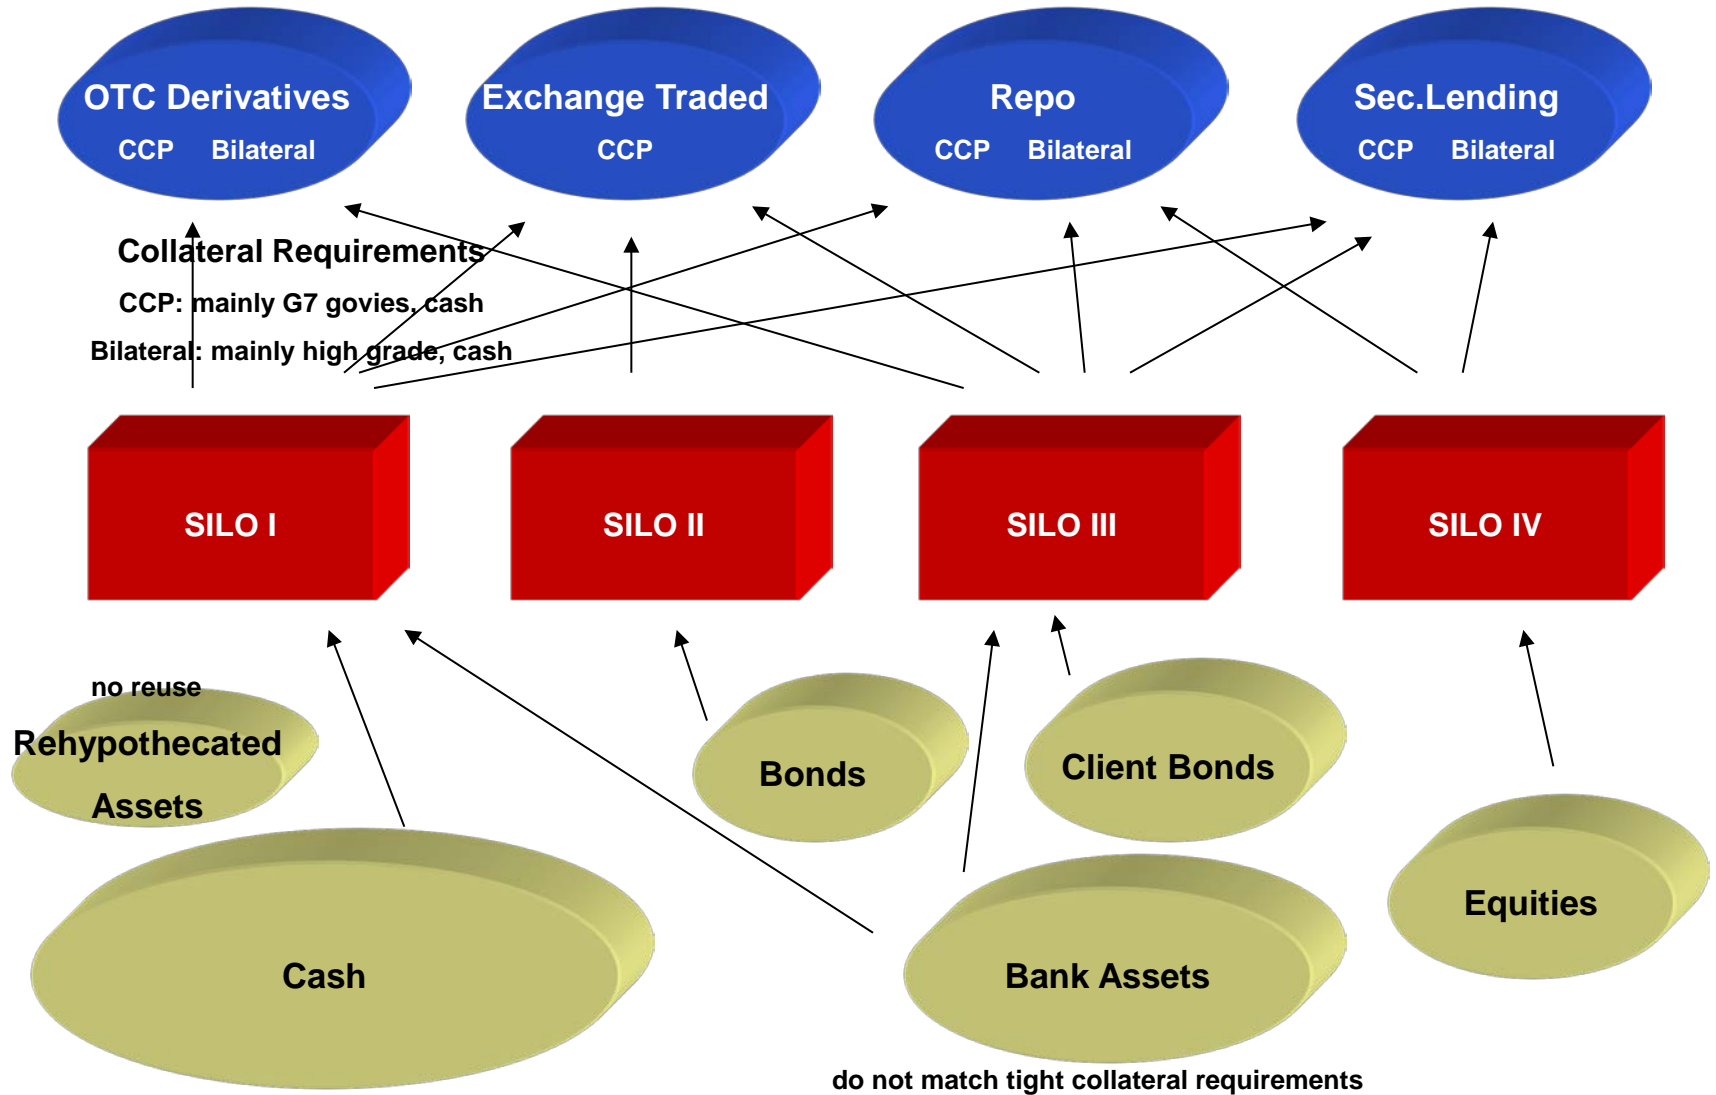 OTC Derivatives
CCP Bilateral
Exchange Traded
CCP
Repo
CCP Bilateral
Sec.Lending
CCP Bilateral
Collateral Requirements
CCP: mainly G7 govies, cash
Bilateral: mainly high grade, cash
SILO I
SILO II
SILO III
SILO IV
no reuse
Rehypothecated
Assets
Bonds
Client Bonds
Equities
Cash
Bank Assets
do not match tight collateral requirements